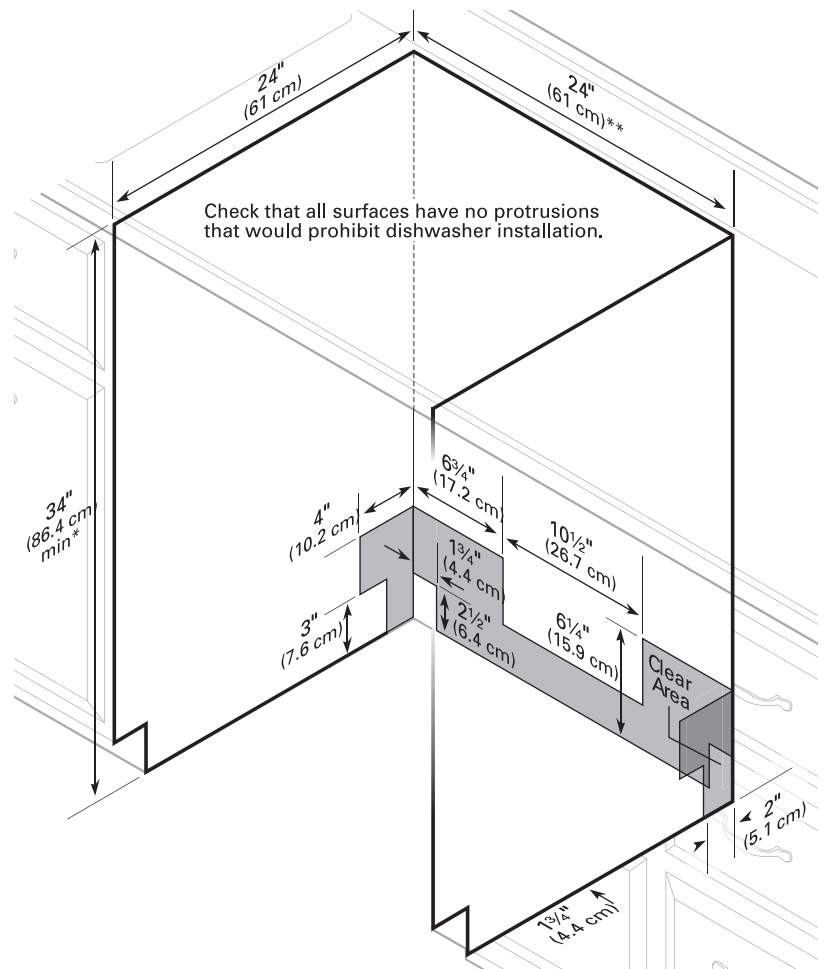 24"
(61 cm)
24"
(61 cm)**
Check that all surfaces have no protrusions
that would prohibit dishwasher installation.
34"
(86.4 cm)
min*
4"
(10.2 cm)
6¾"
(17.2 cm)
10½"
(26.7 cm)
1¾"
(4.4 cm)
3"
(7.6 cm)
2½"
(6.4 cm)
6¼"
(15.9 cm)
Clear
Area
2"
(5.1 cm)
1¾"
(4.4 cm)